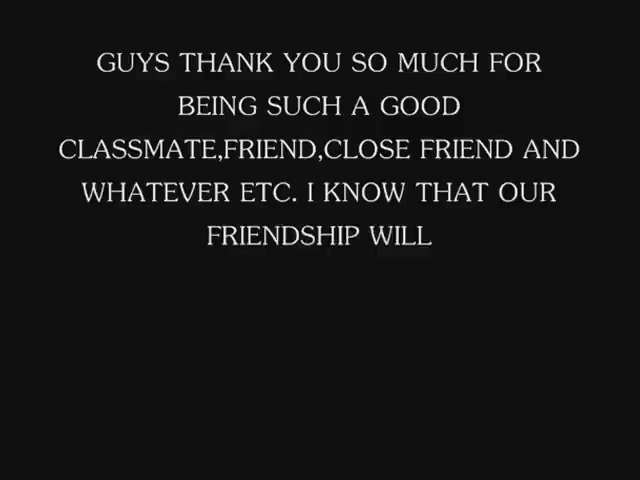 GUYS THANK YOU SO MUCH FOR
BEING SUCH A GOOD
CLASSMATE,FRIEND,CLOSE FRIEND AND
WHATEVER ETC. I KNOW THAT OUR
FRIENDSHIP WILL